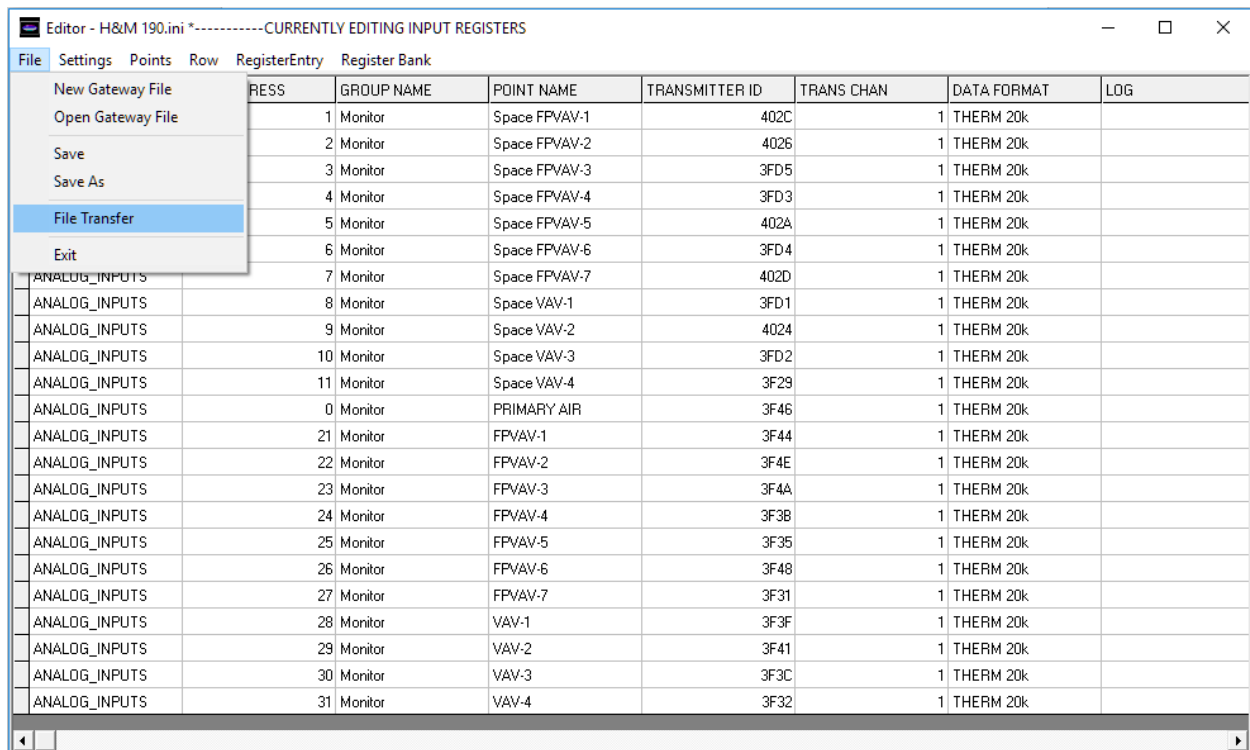 Editor - H&M 190.ini *-----------CURRENTLY EDITING INPUT REGISTERS
File Settings Points Row RegisterEntry Register Bank
RESS GROUP NAME POINT NAME TRANSMITTER ID TRANS CHAN DATA FORMAT LOG
New Gateway File
Open Gateway File
Save
Save As
File Transfer
Exit
1 Monitor Space FPVAV-1 402C 1 THERM 20k
2 Monitor Space FPVAV-2 4026 1 THERM 20k
3 Monitor Space FPVAV-3 3FD5 1 THERM 20k
4 Monitor Space FPVAV-4 3FD3 1 THERM 20k
5 Monitor Space FPVAV-5 402A 1 THERM 20k
6 Monitor Space FPVAV-6 3FD4 1 THERM 20k
ANALOG_INPUTS 7 Monitor Space FPVAV-7 402D 1 THERM 20k
ANALOG_INPUTS 8 Monitor Space VAV-1 3FD1 1 THERM 20k
ANALOG_INPUTS 9 Monitor Space VAV-2 4024 1 THERM 20k
ANALOG_INPUTS 10 Monitor Space VAV-3 3FD2 1 THERM 20k
ANALOG_INPUTS 11 Monitor Space VAV-4 3F29 1 THERM 20k
ANALOG_INPUTS 0 Monitor PRIMARY AIR 3F46 1 THERM 20k
ANALOG_INPUTS 21 Monitor FPVAV-1 3F44 1 THERM 20k
ANALOG_INPUTS 22 Monitor FPVAV-2 3F4E 1 THERM 20k
ANALOG_INPUTS 23 Monitor FPVAV-3 3F4A 1 THERM 20k
ANALOG_INPUTS 24 Monitor FPVAV-4 3F3B 1 THERM 20k
ANALOG_INPUTS 25 Monitor FPVAV-5 3F35 1 THERM 20k
ANALOG_INPUTS 26 Monitor FPVAV-6 3F48 1 THERM 20k
ANALOG_INPUTS 27 Monitor FPVAV-7 3F31 1 THERM 20k
ANALOG_INPUTS 28 Monitor VAV-1 3F3F 1 THERM 20k
ANALOG_INPUTS 29 Monitor VAV-2 3F41 1 THERM 20k
ANALOG_INPUTS 30 Monitor VAV-3 3F3C 1 THERM 20k
ANALOG_INPUTS 31 Monitor VAV-4 3F32 1 THERM 20k